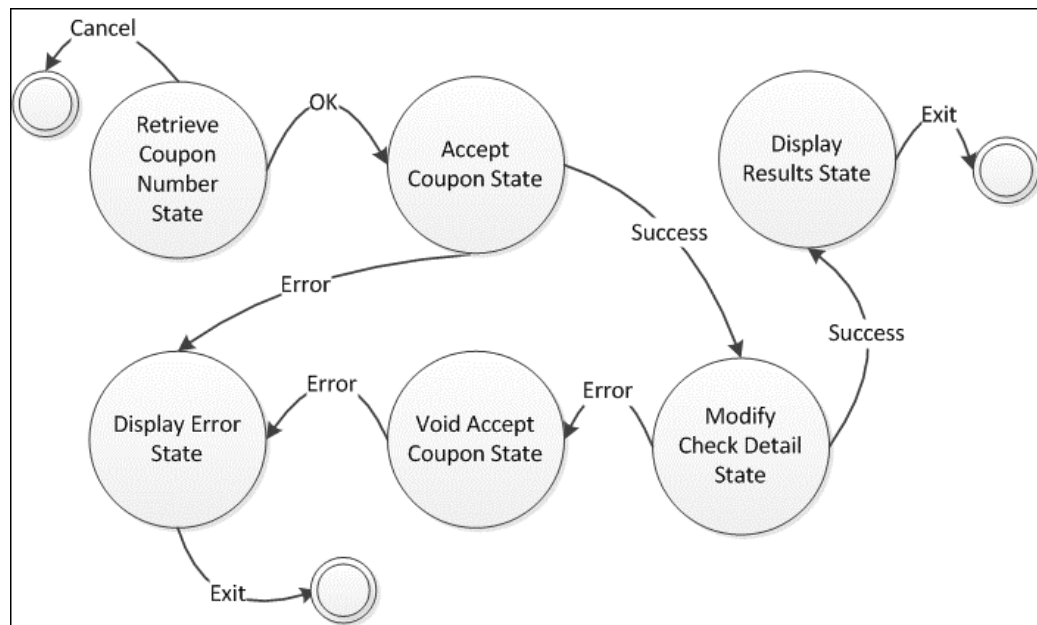 Cancel
Retrieve
Coupon
Number
State
OK
Accept
Coupon State
Display
Results State
Exit
Success
Error
Success
Display Error
State
Error
Void Accept
Coupon State
Error
Modify
Check Detail
State
Exit